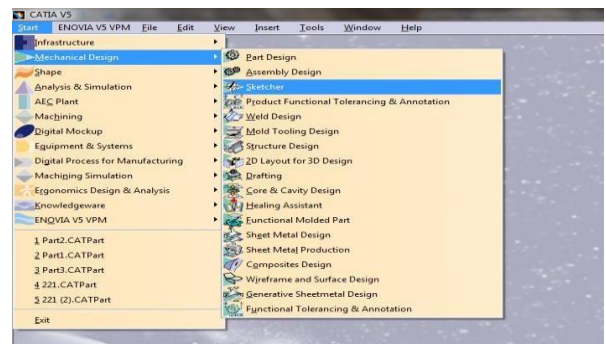 CATIA V5
Start ENOVIA V5 VPM File Edit View Insert Tools Window Help
Infrastructure
Mechanical Design
Shape
Analysis & Simulation
AEC Plant
Machining
Digital Mockup
Equipment & Systems
Digital Process for Manufacturing
Machining Simulation
Ergonomics Design & Analysis
Knowledgeware
ENOVIA V5 VPM
1 Part2.CATPart
2 Part1.CATPart
3 Part3.CATPart
4 221.CATPart
5 221 (2).CATPart
Exit
Part Design
Assembly Design
Sketcher
Product Functional Tolerancing & Annotation
Weld Design
Mold Tooling Design
Structure Design
2D Layout for 3D Design
Drafting
Core & Cavity Design
Healing Assistant
Functional Molded Part
Sheet Metal Design
Sheet Metal Production
Composites Design
Wireframe and Surface Design
Generative Sheetmetal Design
Functional Tolerancing & Annotation